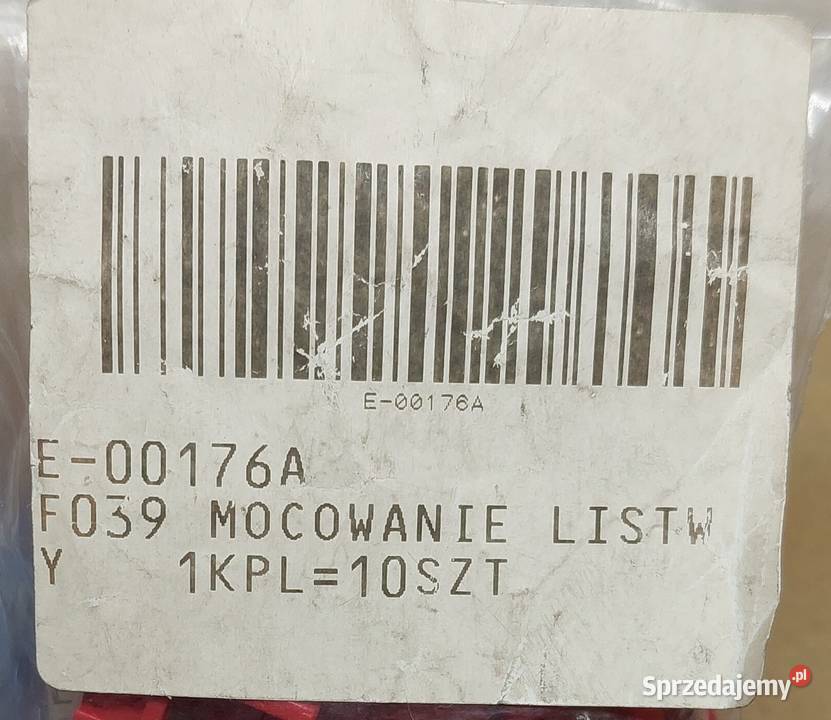 E-00176A
E-00176A
F039 MOCOWANIE LISTW
Y 1KPL=10SZT
Sprzedajemy.pl